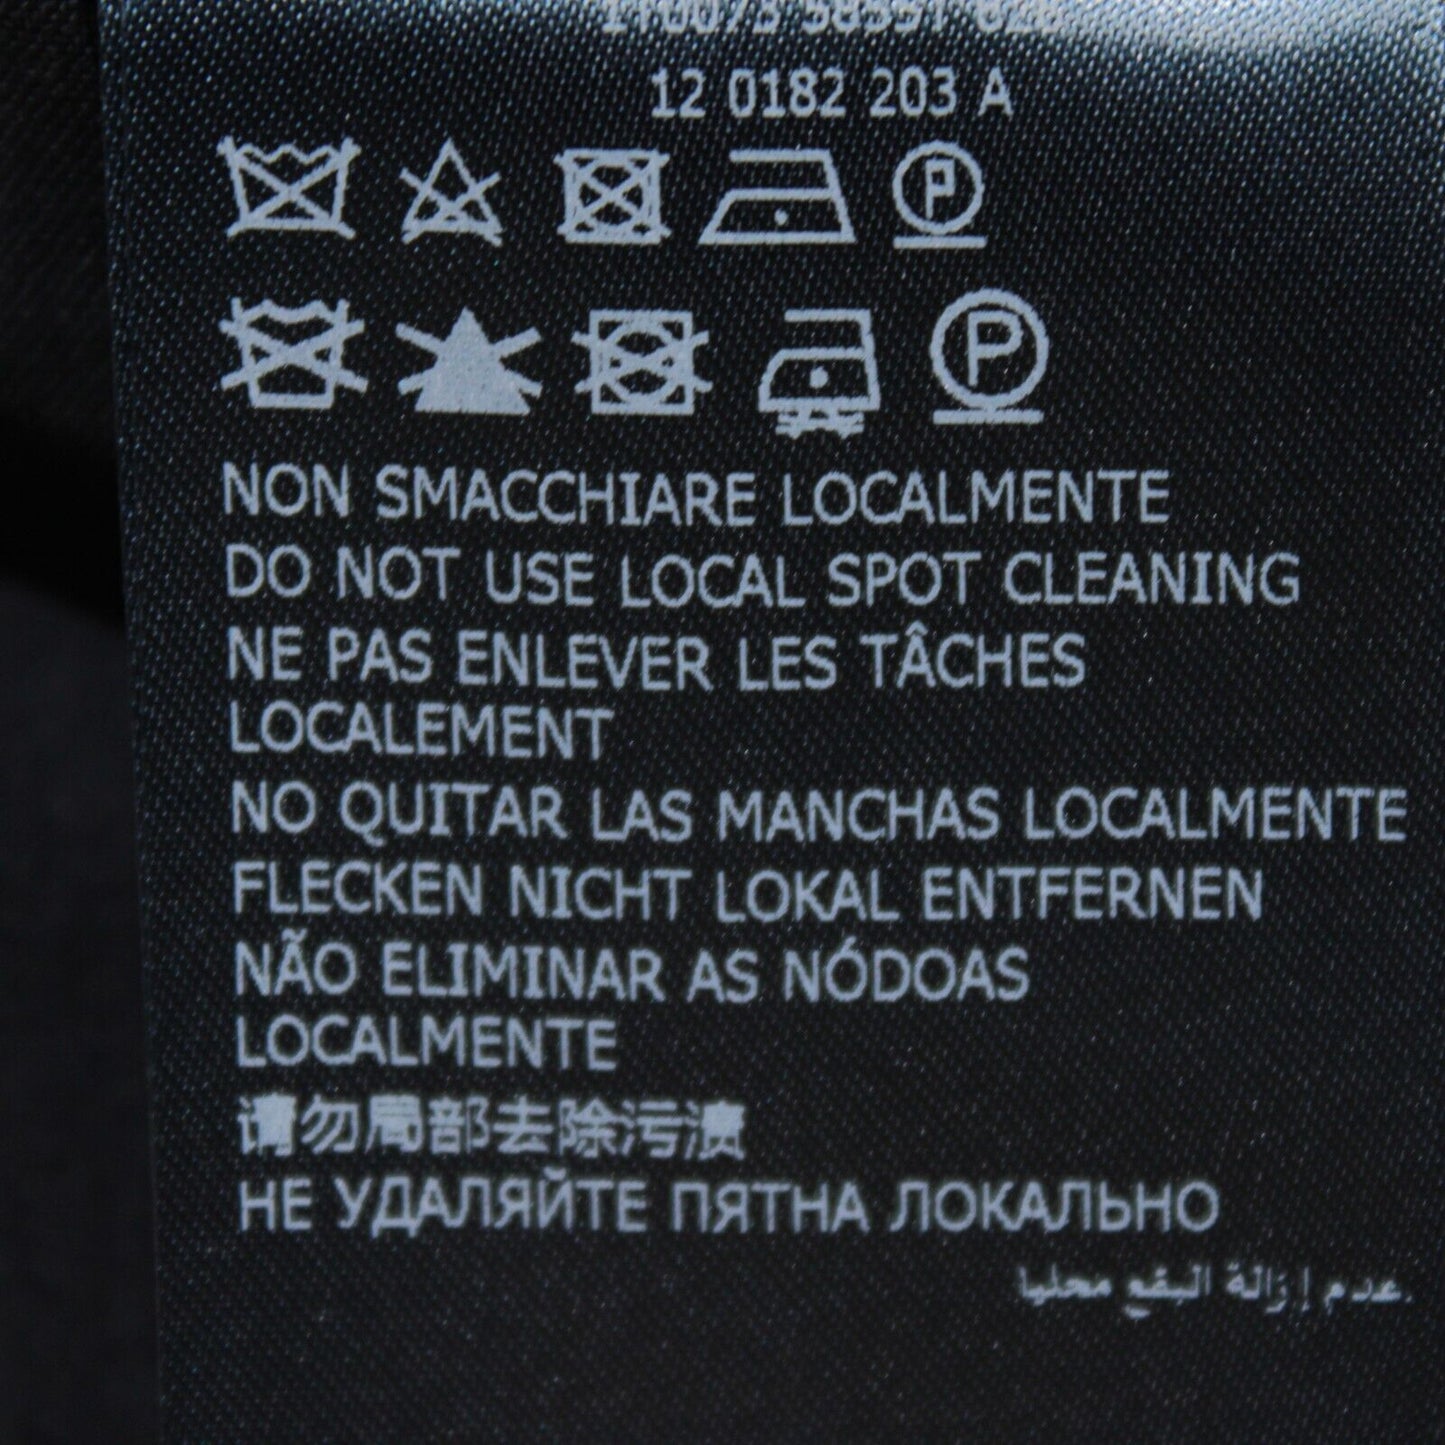 12 0182 203 A
NON SMACCHIARE LOCALMENTE
DO NOT USE LOCAL SPOT CLEANING
NE PAS ENLEVER LES TÂCHES
LOCALEMENT
NO QUITAR LAS MANCHAS LOCALMENTE
FLECKEN NICHT LOKAL ENTFERNEN
NÃO ELIMINAR AS NÓDOAS
LOCALMENTE
请勿局部去除污渍
НЕ УДАЛЯЙТЕ ПЯТНА ЛОКАЛЬНО
عدم إزالة البقع محليا.